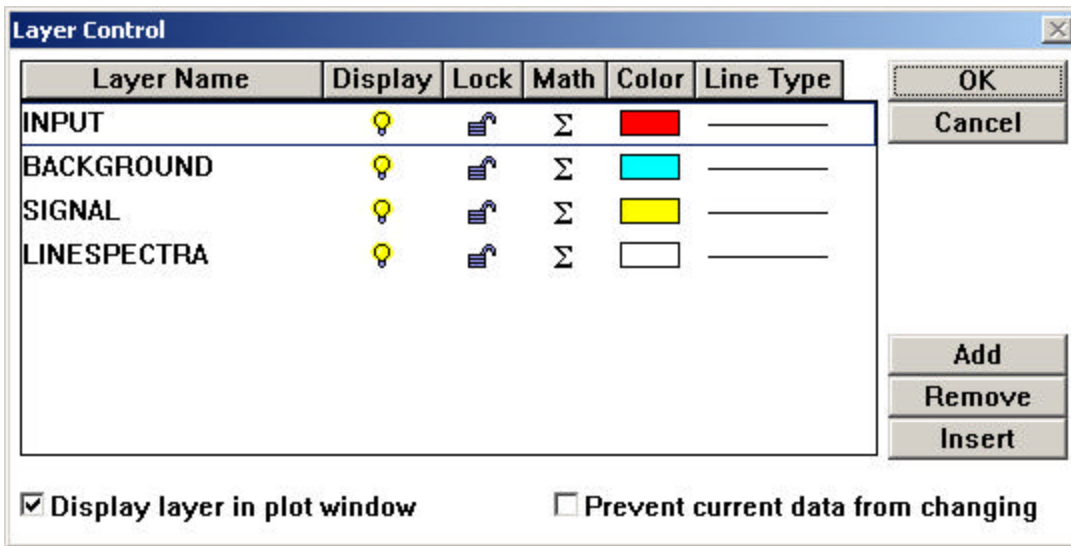 Layer Control
Layer Name Display Lock Math Color Line Type
OK
Cancel
INPUT Σ
BACKGROUND Σ
SIGNAL Σ
LINESPECTRA Σ
Add
Remove
Insert
Display layer in plot window
Prevent current data from changing